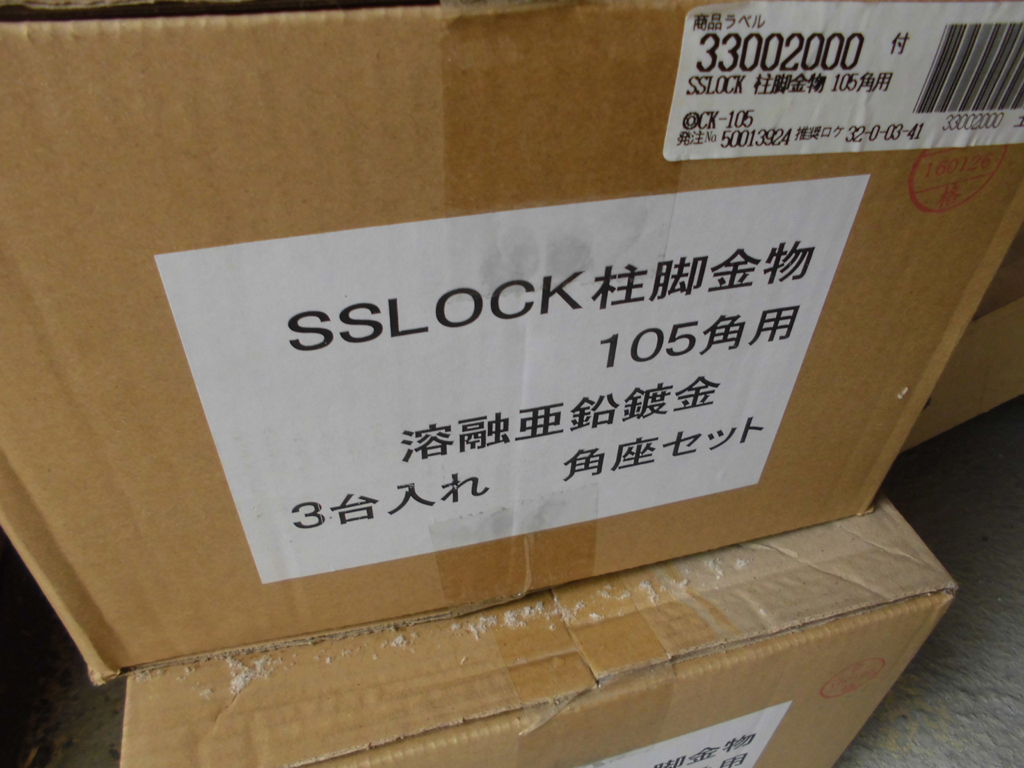 商品ラベル
33002000 付
SSLOCK 柱脚金物 105角用
◎CK-105
発注№ 50013924 推奨ロケ 32-0-03-41
33002000
160126
格
SSLOCK柱脚金物
105角用
溶融亜鉛鍍金
3台入れ 角座セット
脚金物
用